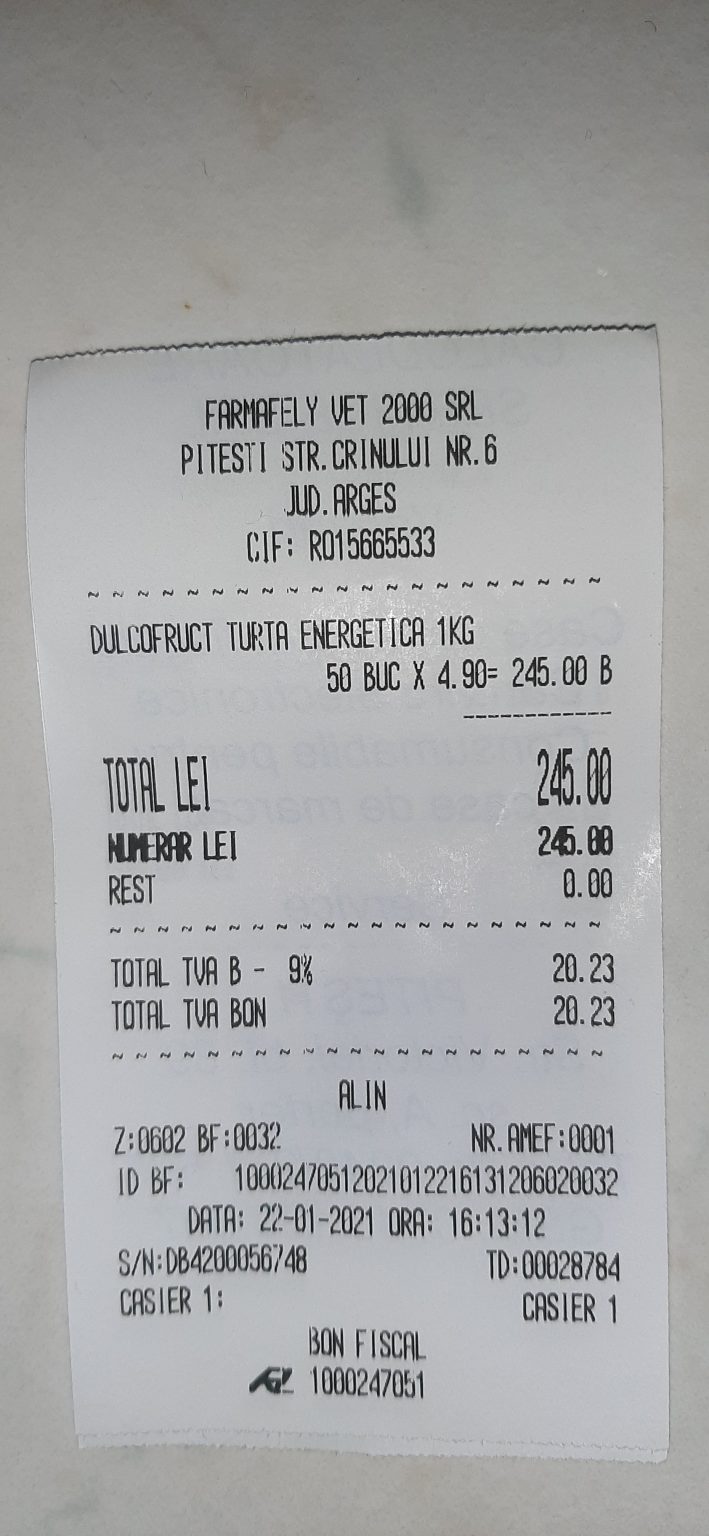 FARMAFELY VET 2000 SRL
PITESTI STR.CRINULUI NR.6
JUD.ARGES
CIF: RO15665533
~ ~ ~ ~ ~ ~ ~ ~ ~ ~ ~ ~ ~ ~ ~ ~ ~ ~ ~ ~ ~
DULCOFRUCT TURTA ENERGETICA 1KG
50 BUC X 4.90= 245.00 B
------------
TOTAL LEI 245.00
NUMERAR LEI 245.00
REST 0.00
~ ~ ~ ~ ~ ~ ~ ~ ~ ~ ~ ~ ~ ~ ~ ~ ~ ~ ~ ~ ~
TOTAL TVA B - 9% 20.23
TOTAL TVA BON 20.23
~ ~ ~ ~ ~ ~ ~ ~ ~ ~ ~ ~ ~ ~ ~ ~ ~ ~ ~ ~ ~
ALIN
Z:0602 BF:0032 NR.AMEF:0001
ID BF: 10002470512021012216131206020032
DATA: 22-01-2021 ORA: 16:13:12
S/N:DB4200056748 TD:00028784
CASIER 1: CASIER 1
BON FISCAL
1000247051